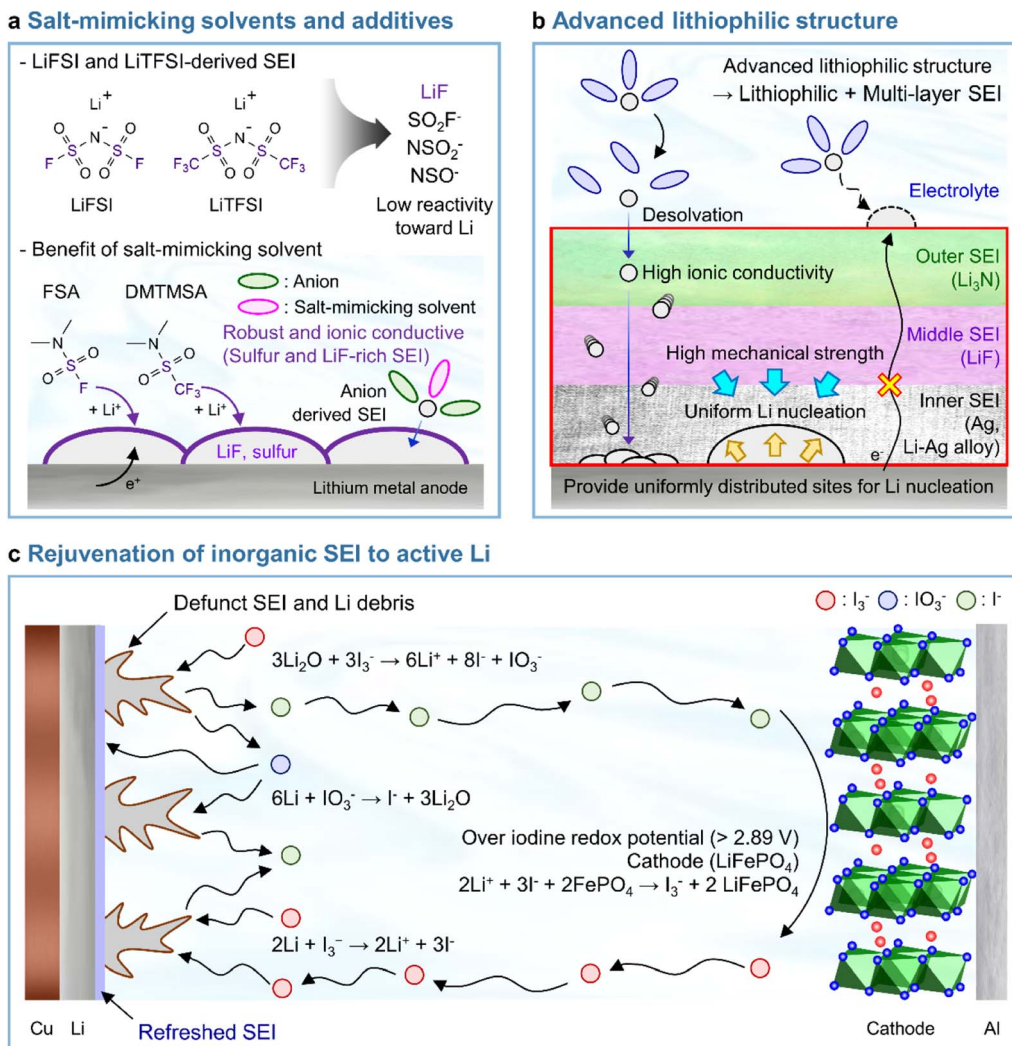 a Salt-mimicking solvents and additives
- LiFSI and LiTFSI-derived SEI
Li⁺
O O
N⁻
S S
F O O F
LiFSI
Li⁺
O O
N⁻
S S
F₃C O O CF₃
LiTFSI
LiF
SO₂F⁻
NSO₂⁻
NSO⁻
Low reactivity
toward Li
- Benefit of salt-mimicking solvent
FSA
N
S O
O F
DMTMSA
N
S O
O CF₃
: Anion
: Salt-mimicking solvent
Robust and ionic conductive
(Sulfur and LiF-rich SEI)
+ Li⁺
+ Li⁺
Anion
derived SEI
LiF, sulfur
e⁺
Lithium metal anode
b Advanced lithiophilic structure
Advanced lithiophilic structure
→ Lithiophilic + Multi-layer SEI
Electrolyte
Desolvation
High ionic conductivity
Outer SEI
(Li₃N)
Middle SEI
(LiF)
High mechanical strength
Uniform Li nucleation
Inner SEI
(Ag,
Li-Ag alloy)
e⁻
Provide uniformly distributed sites for Li nucleation
c Rejuvenation of inorganic SEI to active Li
Defunct SEI and Li debris
: I₃⁻ : IO₃⁻ : I⁻
3Li₂O + 3I₃⁻ → 6Li⁺ + 8I⁻ + IO₃⁻
6Li + IO₃⁻ → I⁻ + 3Li₂O
Over iodine redox potential (> 2.89 V)
Cathode (LiFePO₄)
2Li⁺ + 3I⁻ + 2FePO₄ → I₃⁻ + 2 LiFePO₄
2Li + I₃⁻ → 2Li⁺ + 3I⁻
Cu Li Refreshed SEI Cathode Al